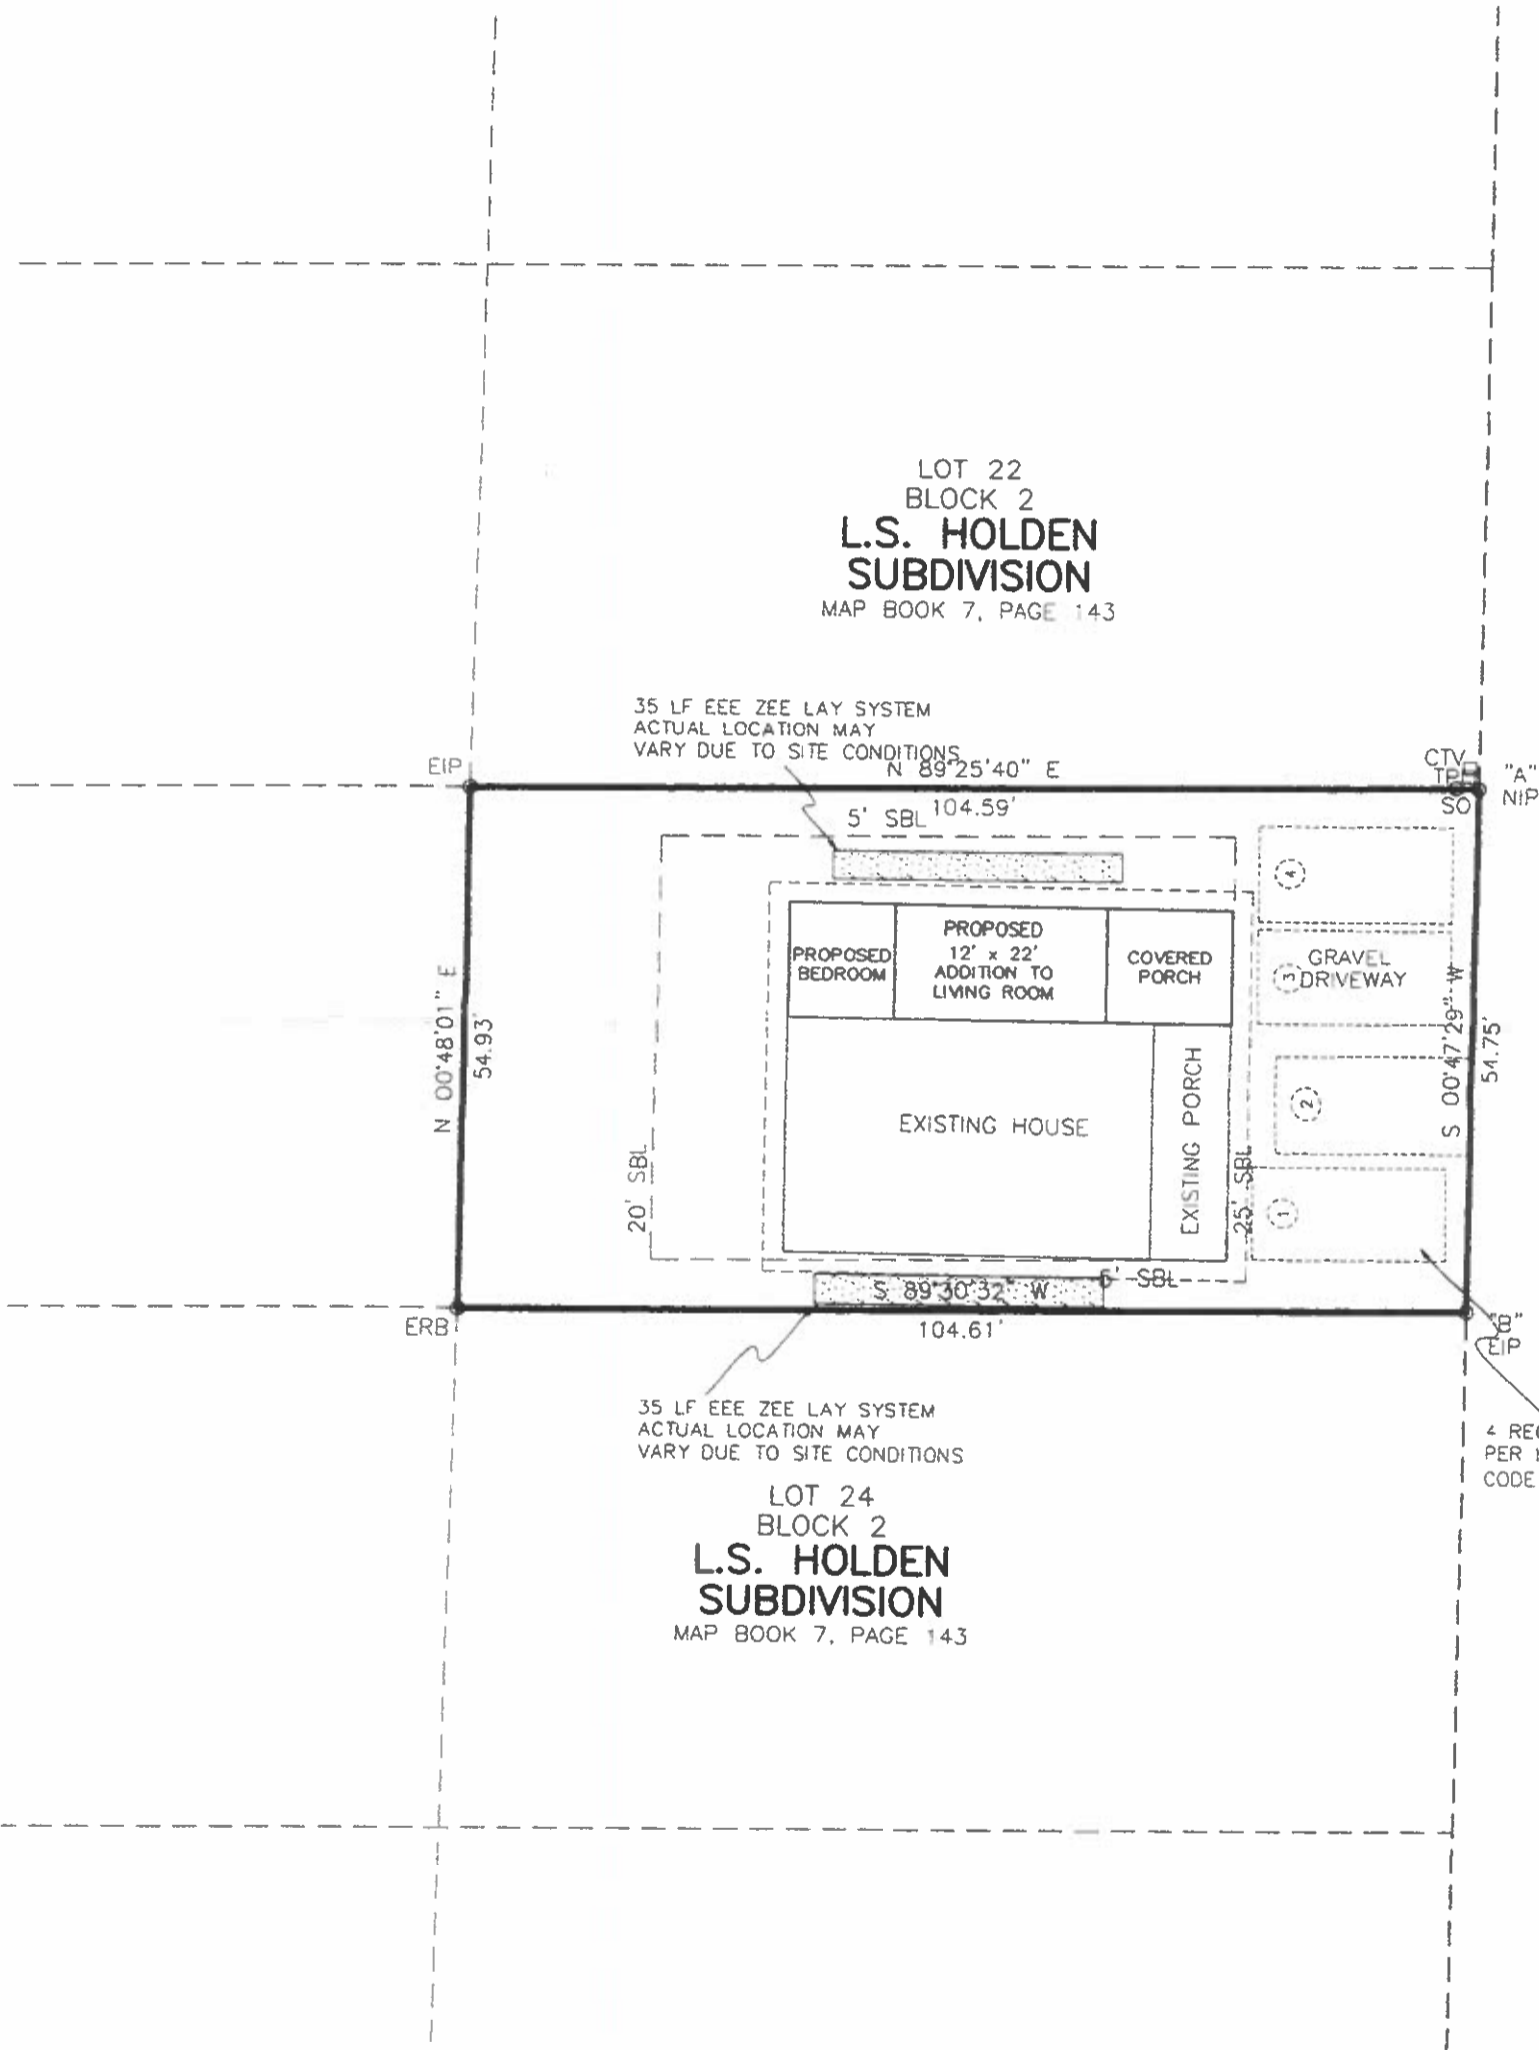 LOT 22
BLOCK 2
L.S. HOLDEN
SUBDIVISION
MAP BOOK 7, PAGE 143
35 LF EEE ZEE LAY SYSTEM
ACTUAL LOCATION MAY
VARY DUE TO SITE CONDITIONS
EIP
N 89°25'40" E
104.59'
CTV
TP
SO
"A"
NIP
5' SBL
4
PROPOSED
BEDROOM
PROPOSED
12' x 22'
ADDITION TO
LIVING ROOM
COVERED
PORCH
3
GRAVEL
DRIVEWAY
N 00°48'01" E
54.93'
S 00°47'29" W
54.75'
EXISTING HOUSE
EXISTING PORCH
2
20' SBL
25' SBL
1
S 89°30'32" W
SBL
104.61'
ERB
"B"
EIP
35 LF EEE ZEE LAY SYSTEM
ACTUAL LOCATION MAY
VARY DUE TO SITE CONDITIONS
4
PER
CODE
LOT 24
BLOCK 2
L.S. HOLDEN
SUBDIVISION
MAP BOOK 7, PAGE 143